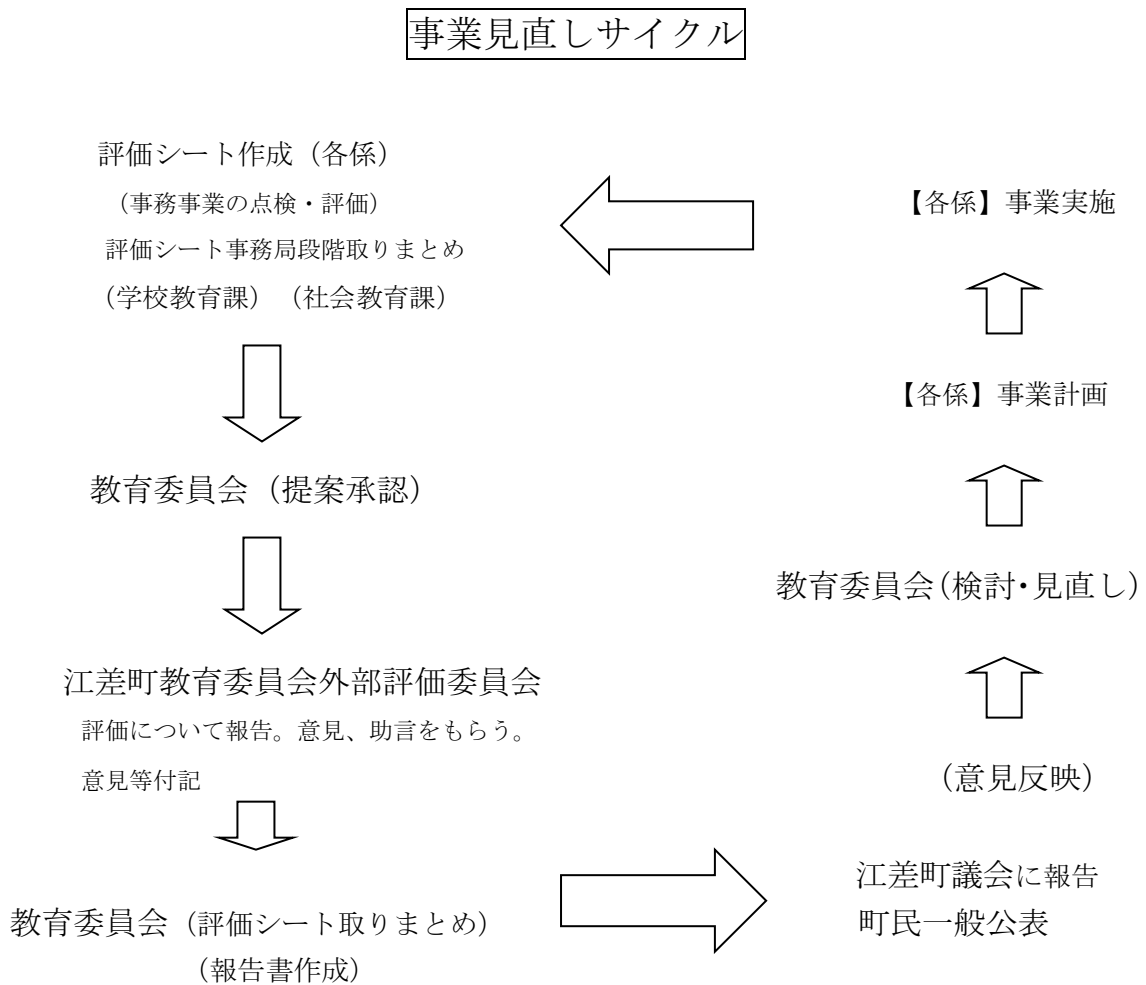 事業見直しサイクル
評価シート作成（各係）
（事務事業の点検・評価）
評価シート事務局段階取りまとめ
（学校教育課）（社会教育課）
教育委員会（提案承認）
江差町教育委員会外部評価委員会
評価について報告。意見、助言をもらう。
意見等付記
教育委員会（評価シート取りまとめ）
（報告書作成）
江差町議会に報告
町民一般公表
（意見反映）
教育委員会（検討・見直し）
【各係】事業計画
【各係】事業実施